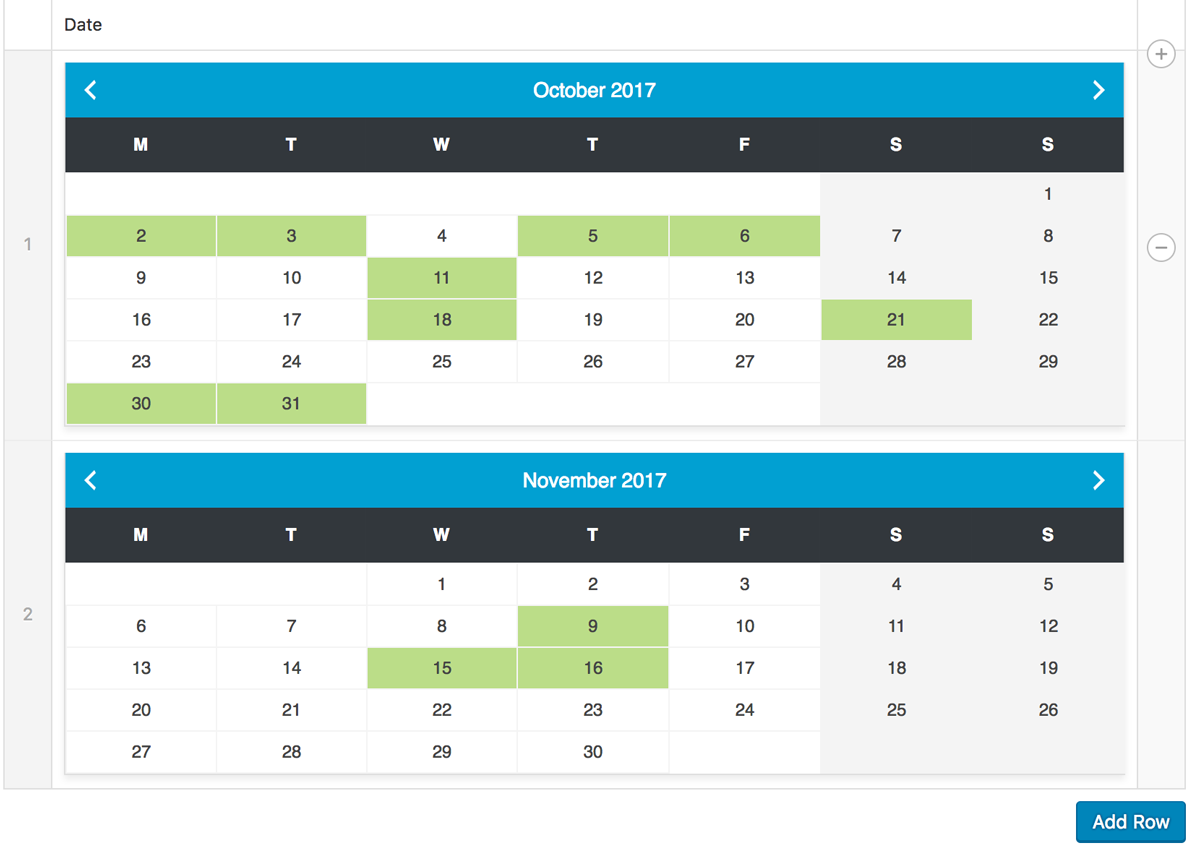 Date
October 2017
M T W T F S S
1
1
2 3 4 5 6 7 8
9 10 11 12 13 14 15
16 17 18 19 20 21 22
23 24 25 26 27 28 29
30 31
November 2017
M T W T F S S
1 2 3 4 5
2
6 7 8 9 10 11 12
13 14 15 16 17 18 19
20 21 22 23 24 25 26
27 28 29 30
Add Row